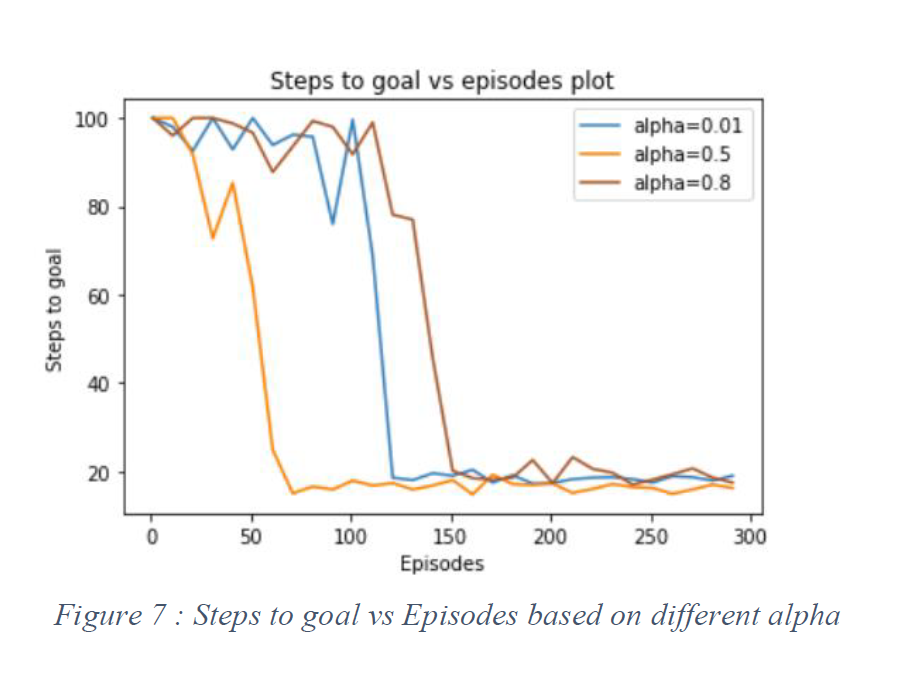 Steps to goal vs episodes plot
alpha=0.01
alpha=0.5
alpha=0.8
Steps to goal
100
80
60
40
20
0 50 100 150 200 250 300
Episodes
Figure 7 : Steps to goal vs Episodes based on different alpha